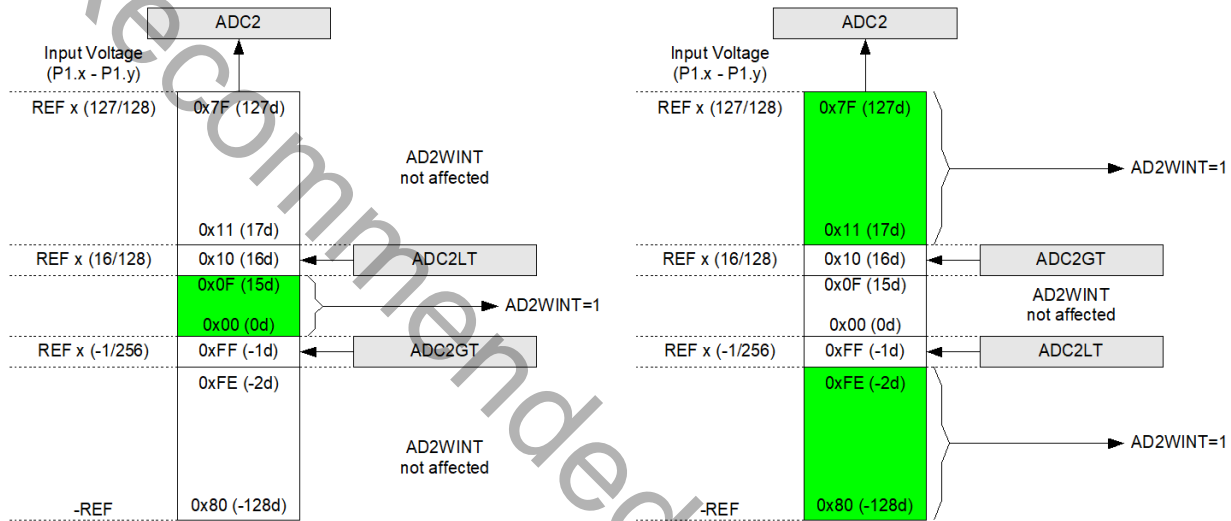 ADC2
Input Voltage
(P1.x - P1.y)
REF x (127/128)
0x7F (127d)
AD2WINT
not affected
0x11 (17d)
REF x (16/128)
0x10 (16d)
ADC2LT
0x0F (15d)
AD2WINT=1
0x00 (0d)
REF x (-1/256)
0xFF (-1d)
ADC2GT
0xFE (-2d)
AD2WINT
not affected
-REF
0x80 (-128d)
ADC2
Input Voltage
(P1.x - P1.y)
REF x (127/128)
0x7F (127d)
AD2WINT=1
0x11 (17d)
REF x (16/128)
0x10 (16d)
ADC2GT
0x0F (15d)
AD2WINT
not affected
0x00 (0d)
REF x (-1/256)
0xFF (-1d)
ADC2LT
0xFE (-2d)
AD2WINT=1
-REF
0x80 (-128d)
Recommended